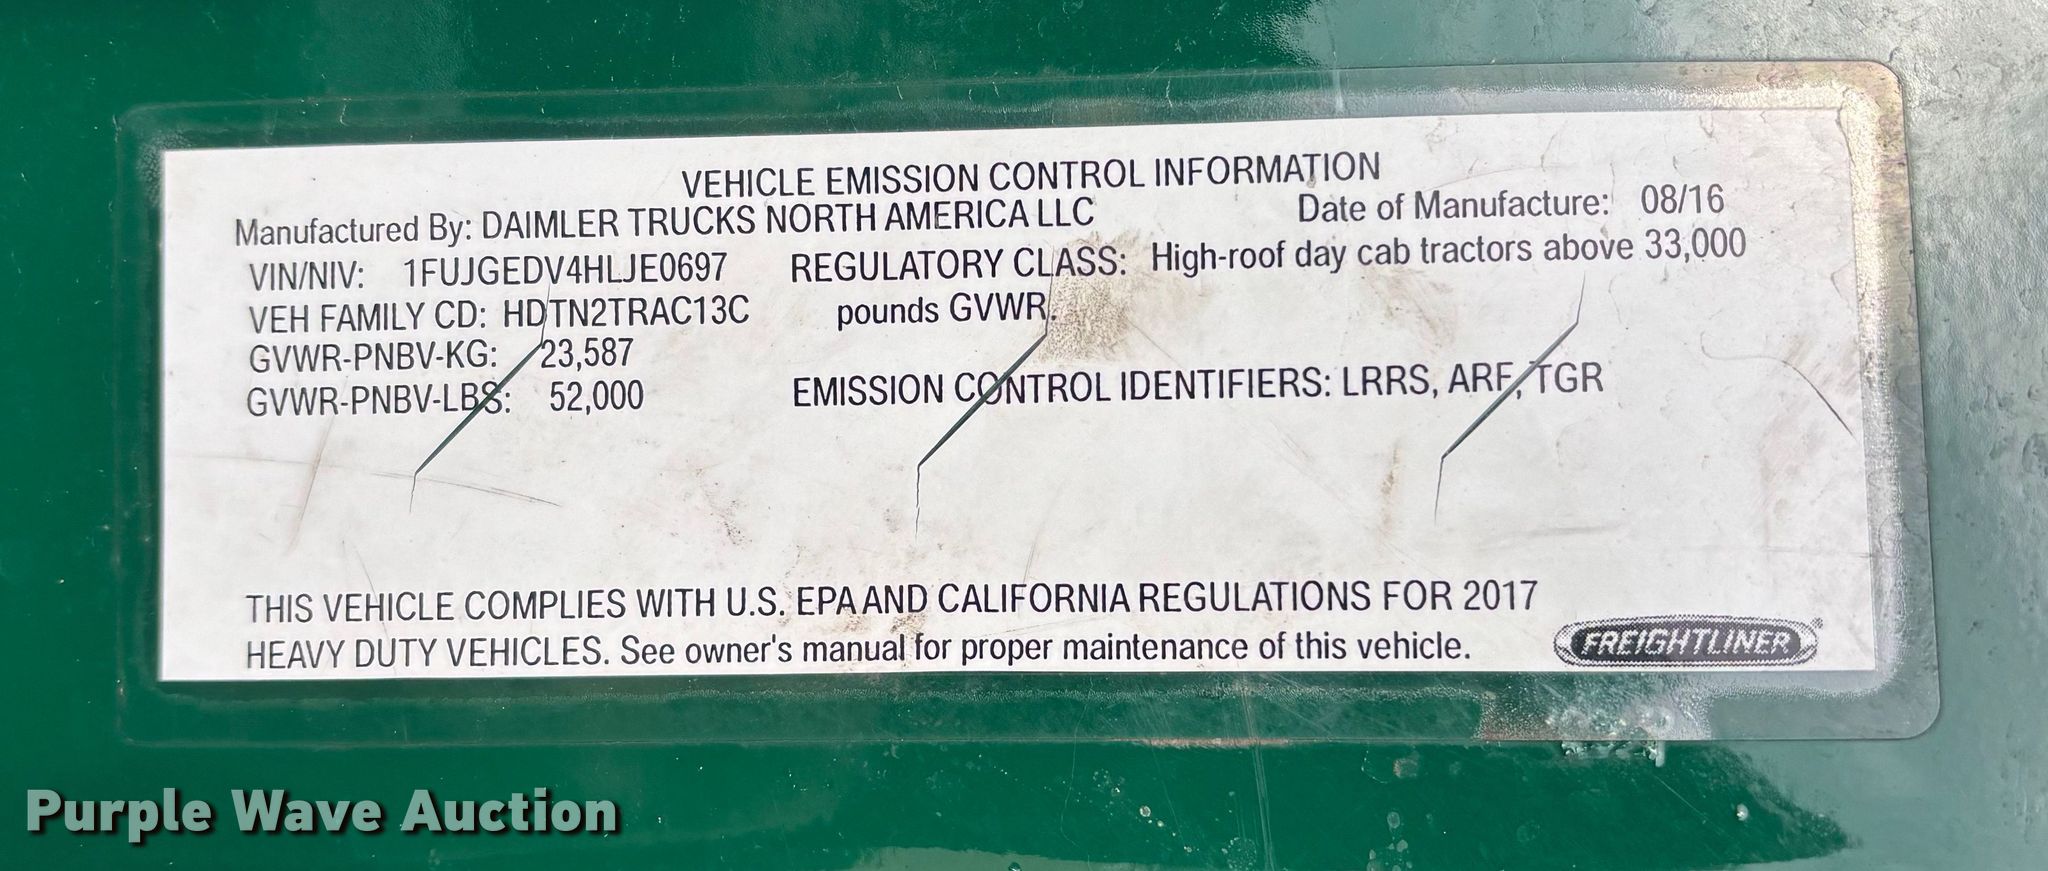 VEHICLE EMISSION CONTROL INFORMATION
Manufactured By: DAIMLER TRUCKS NORTH AMERICA LLC Date of Manufacture: 08/16
VIN/NIV: 1FUJGEDV4HLJE0697 REGULATORY CLASS: High-roof day cab tractors above 33,000
VEH FAMILY CD: HDTN2TRAC13C pounds GVWR.
GVWR-PNBV-KG: 23,587
GVWR-PNBV-LBS: 52,000 EMISSION CONTROL IDENTIFIERS: LRRS, ARF, TGR
THIS VEHICLE COMPLIES WITH U.S. EPA AND CALIFORNIA REGULATIONS FOR 2017
HEAVY DUTY VEHICLES. See owner's manual for proper maintenance of this vehicle.
FREIGHTLINER®
Purple Wave Auction